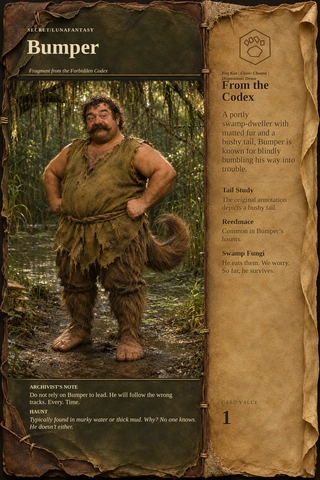 SECRET//LUNAFANTASY
Bumper
Fragment from the Forbidden Codex
From the
Codex
A portly
swamp-dweller with
matted fur and a
bushy tail, Bumper is
known for blindly
bumbling his way into
trouble.
Tail Study
The original annotation
depicts a bushy tail.
Reedmace
Common in Bumper's
haunts.
Swamp Fungi
He eats them. We worry.
So far, he survives.
CARD VALUE
1
ARCHIVIST'S NOTE
Do not rely on Bumper to lead. He will follow the wrong
tracks. Every. Time.
HAUNT
Typically found in murky water or thick mud. Why? No one knows.
He doesn't either.